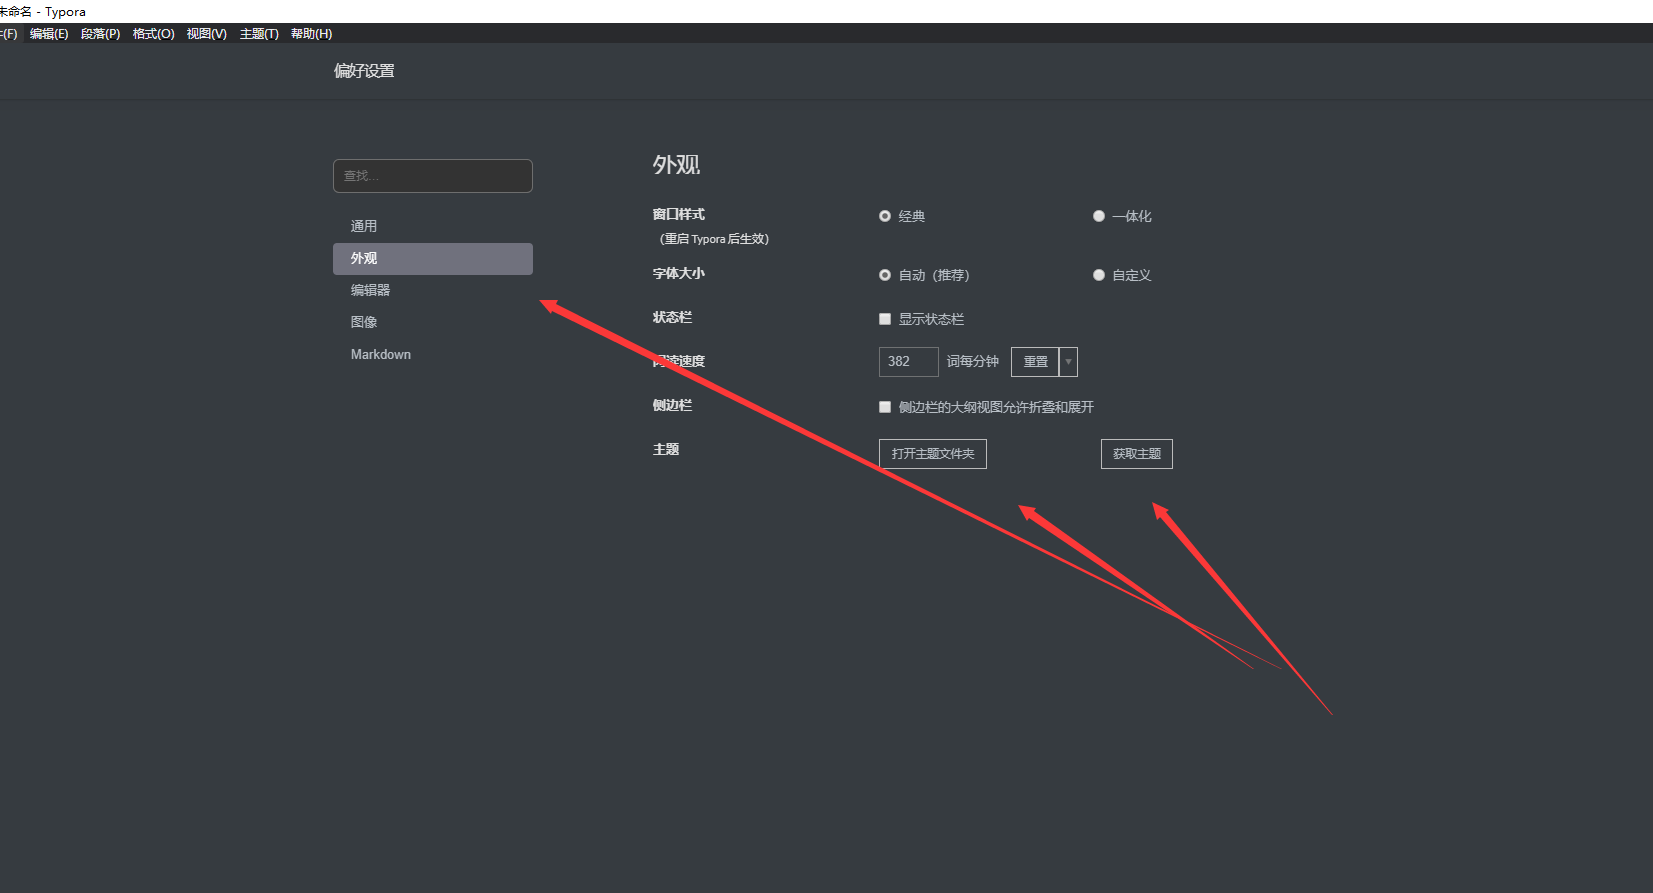 未命名 - Typora
(F) 编辑(E) 段落(P) 格式(O) 视图(V) 主题(T) 帮助(H)
偏好设置
查找...
通用
外观
编辑器
图像
Markdown
外观
窗口样式
（重启 Typora 后生效）
经典
一体化
字体大小
自动（推荐）
自定义
状态栏
显示状态栏
阅读速度
382 词每分钟 重置
侧边栏
侧边栏的大纲视图允许折叠和展开
主题
打开主题文件夹
获取主题